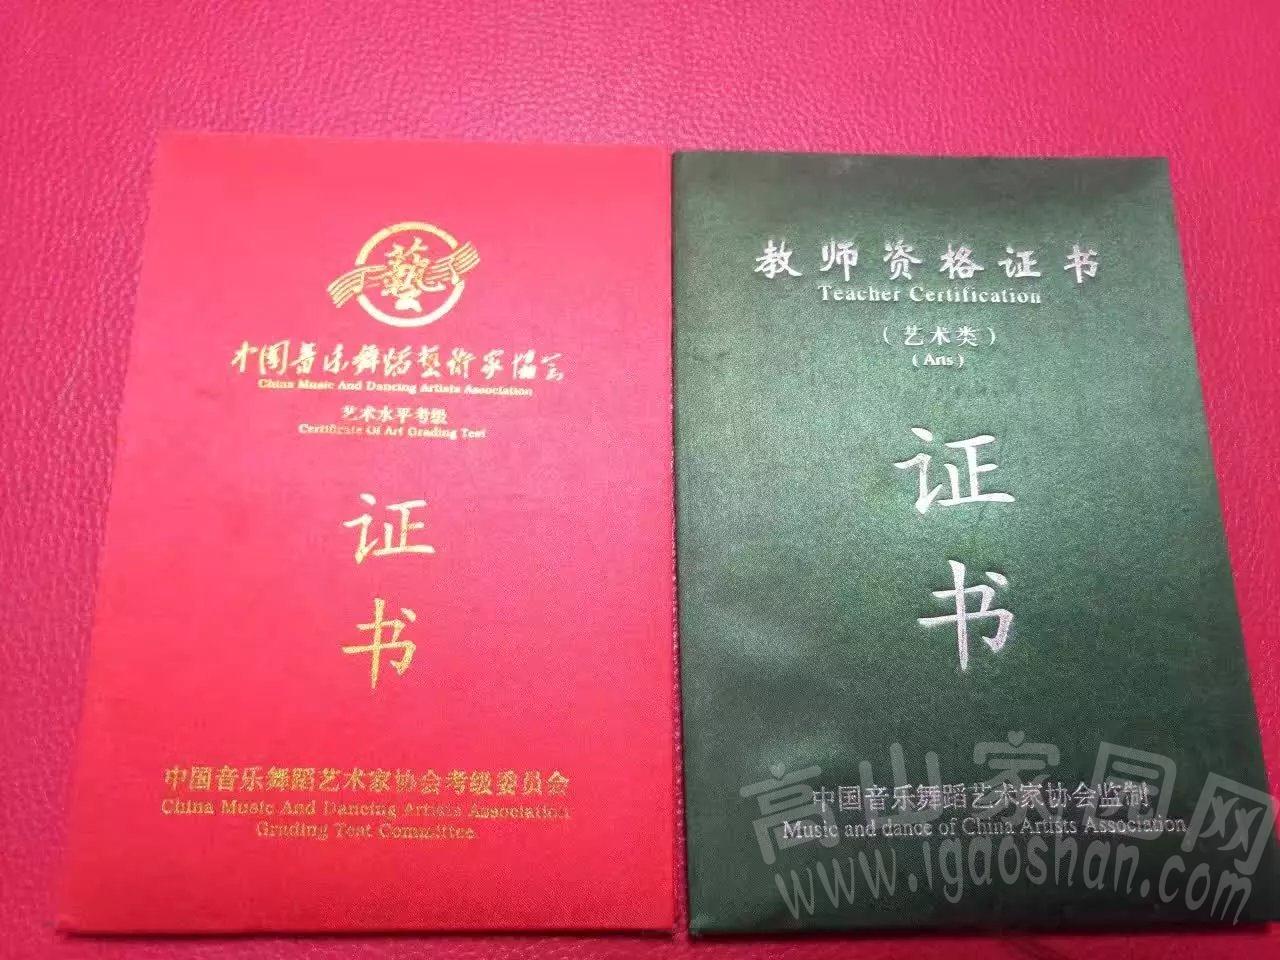 藝
中国音乐舞蹈藝術家協会
China Music And Dancing Artists Association
艺术水平考级
Certificate Of Art Grading Test
证
书
中国音乐舞蹈艺术家协会考级委员会
China Music And Dancing Artists Association
Grading Test Committee
教师资格证书
Teacher Certification
(艺术类)
(Arts)
证
书
中国音乐舞蹈艺术家协会监制
Music and dance of China Artists Association
高山家园网
www.igaoshan.com